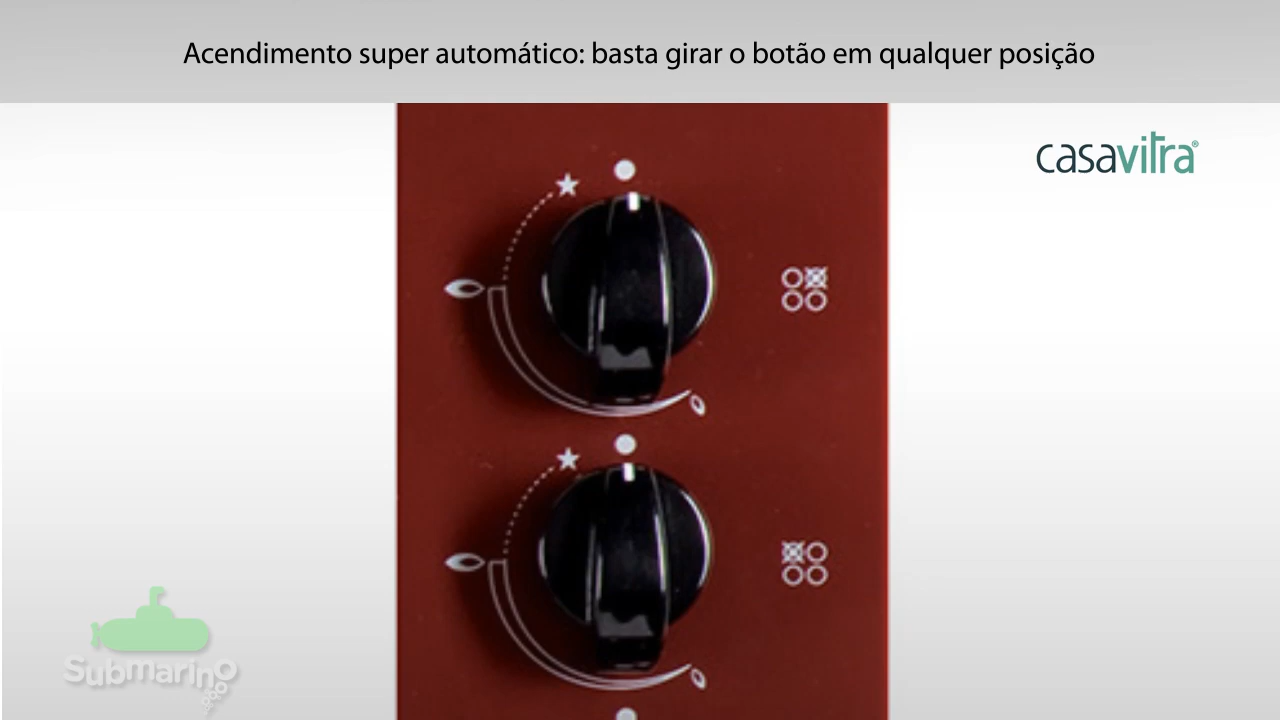 Acendimento super automático: basta girar o botão em qualquer posição
casavitra®
Submarino